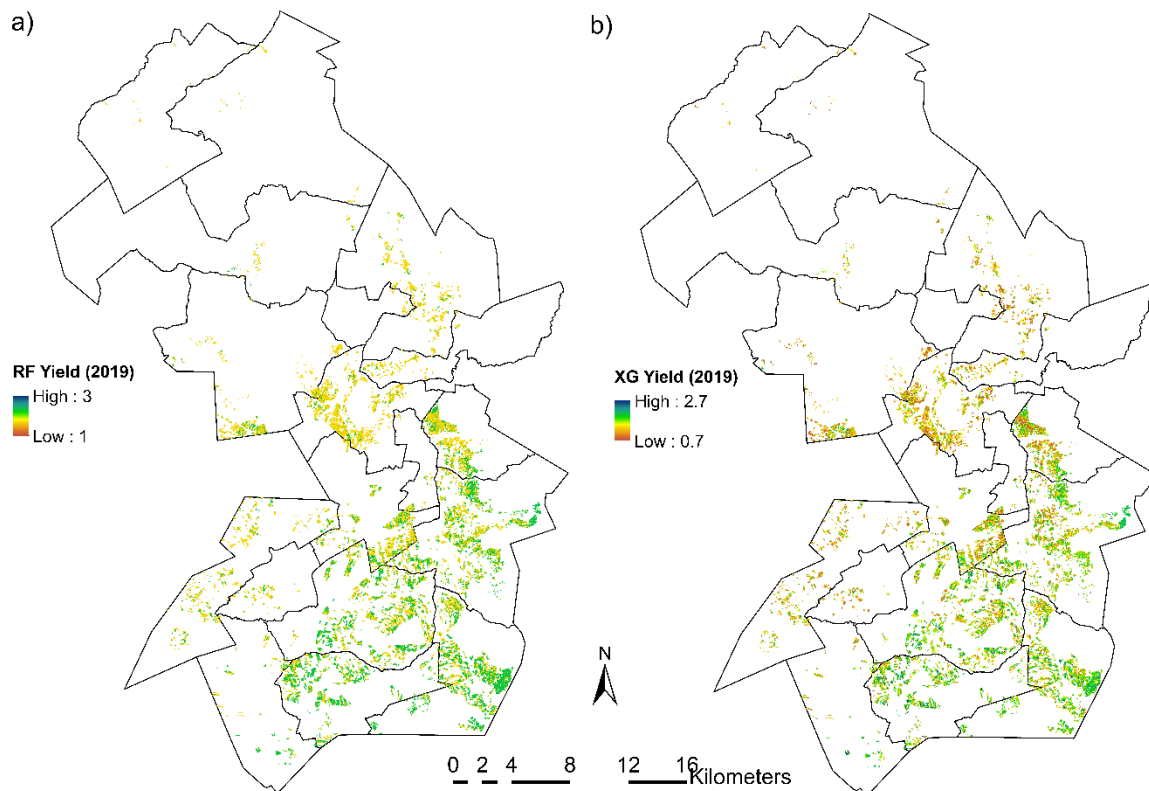 a)
b)
RF Yield (2019)
High : 3
Low : 1
XG Yield (2019)
High : 2.7
Low : 0.7
N
0 2 4 8 12 16 Kilometers